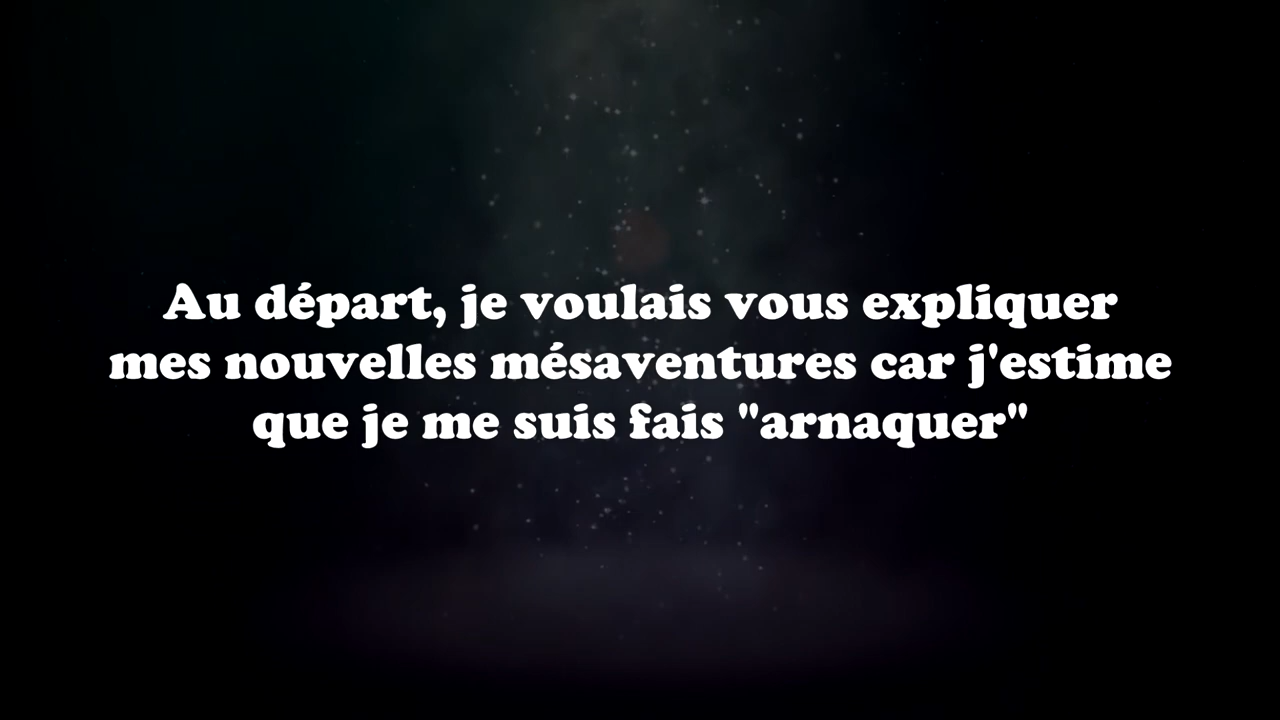 Au départ, je voulais vous expliquer
mes nouvelles mésaventures car j'estime
que je me suis fais "arnaquer"